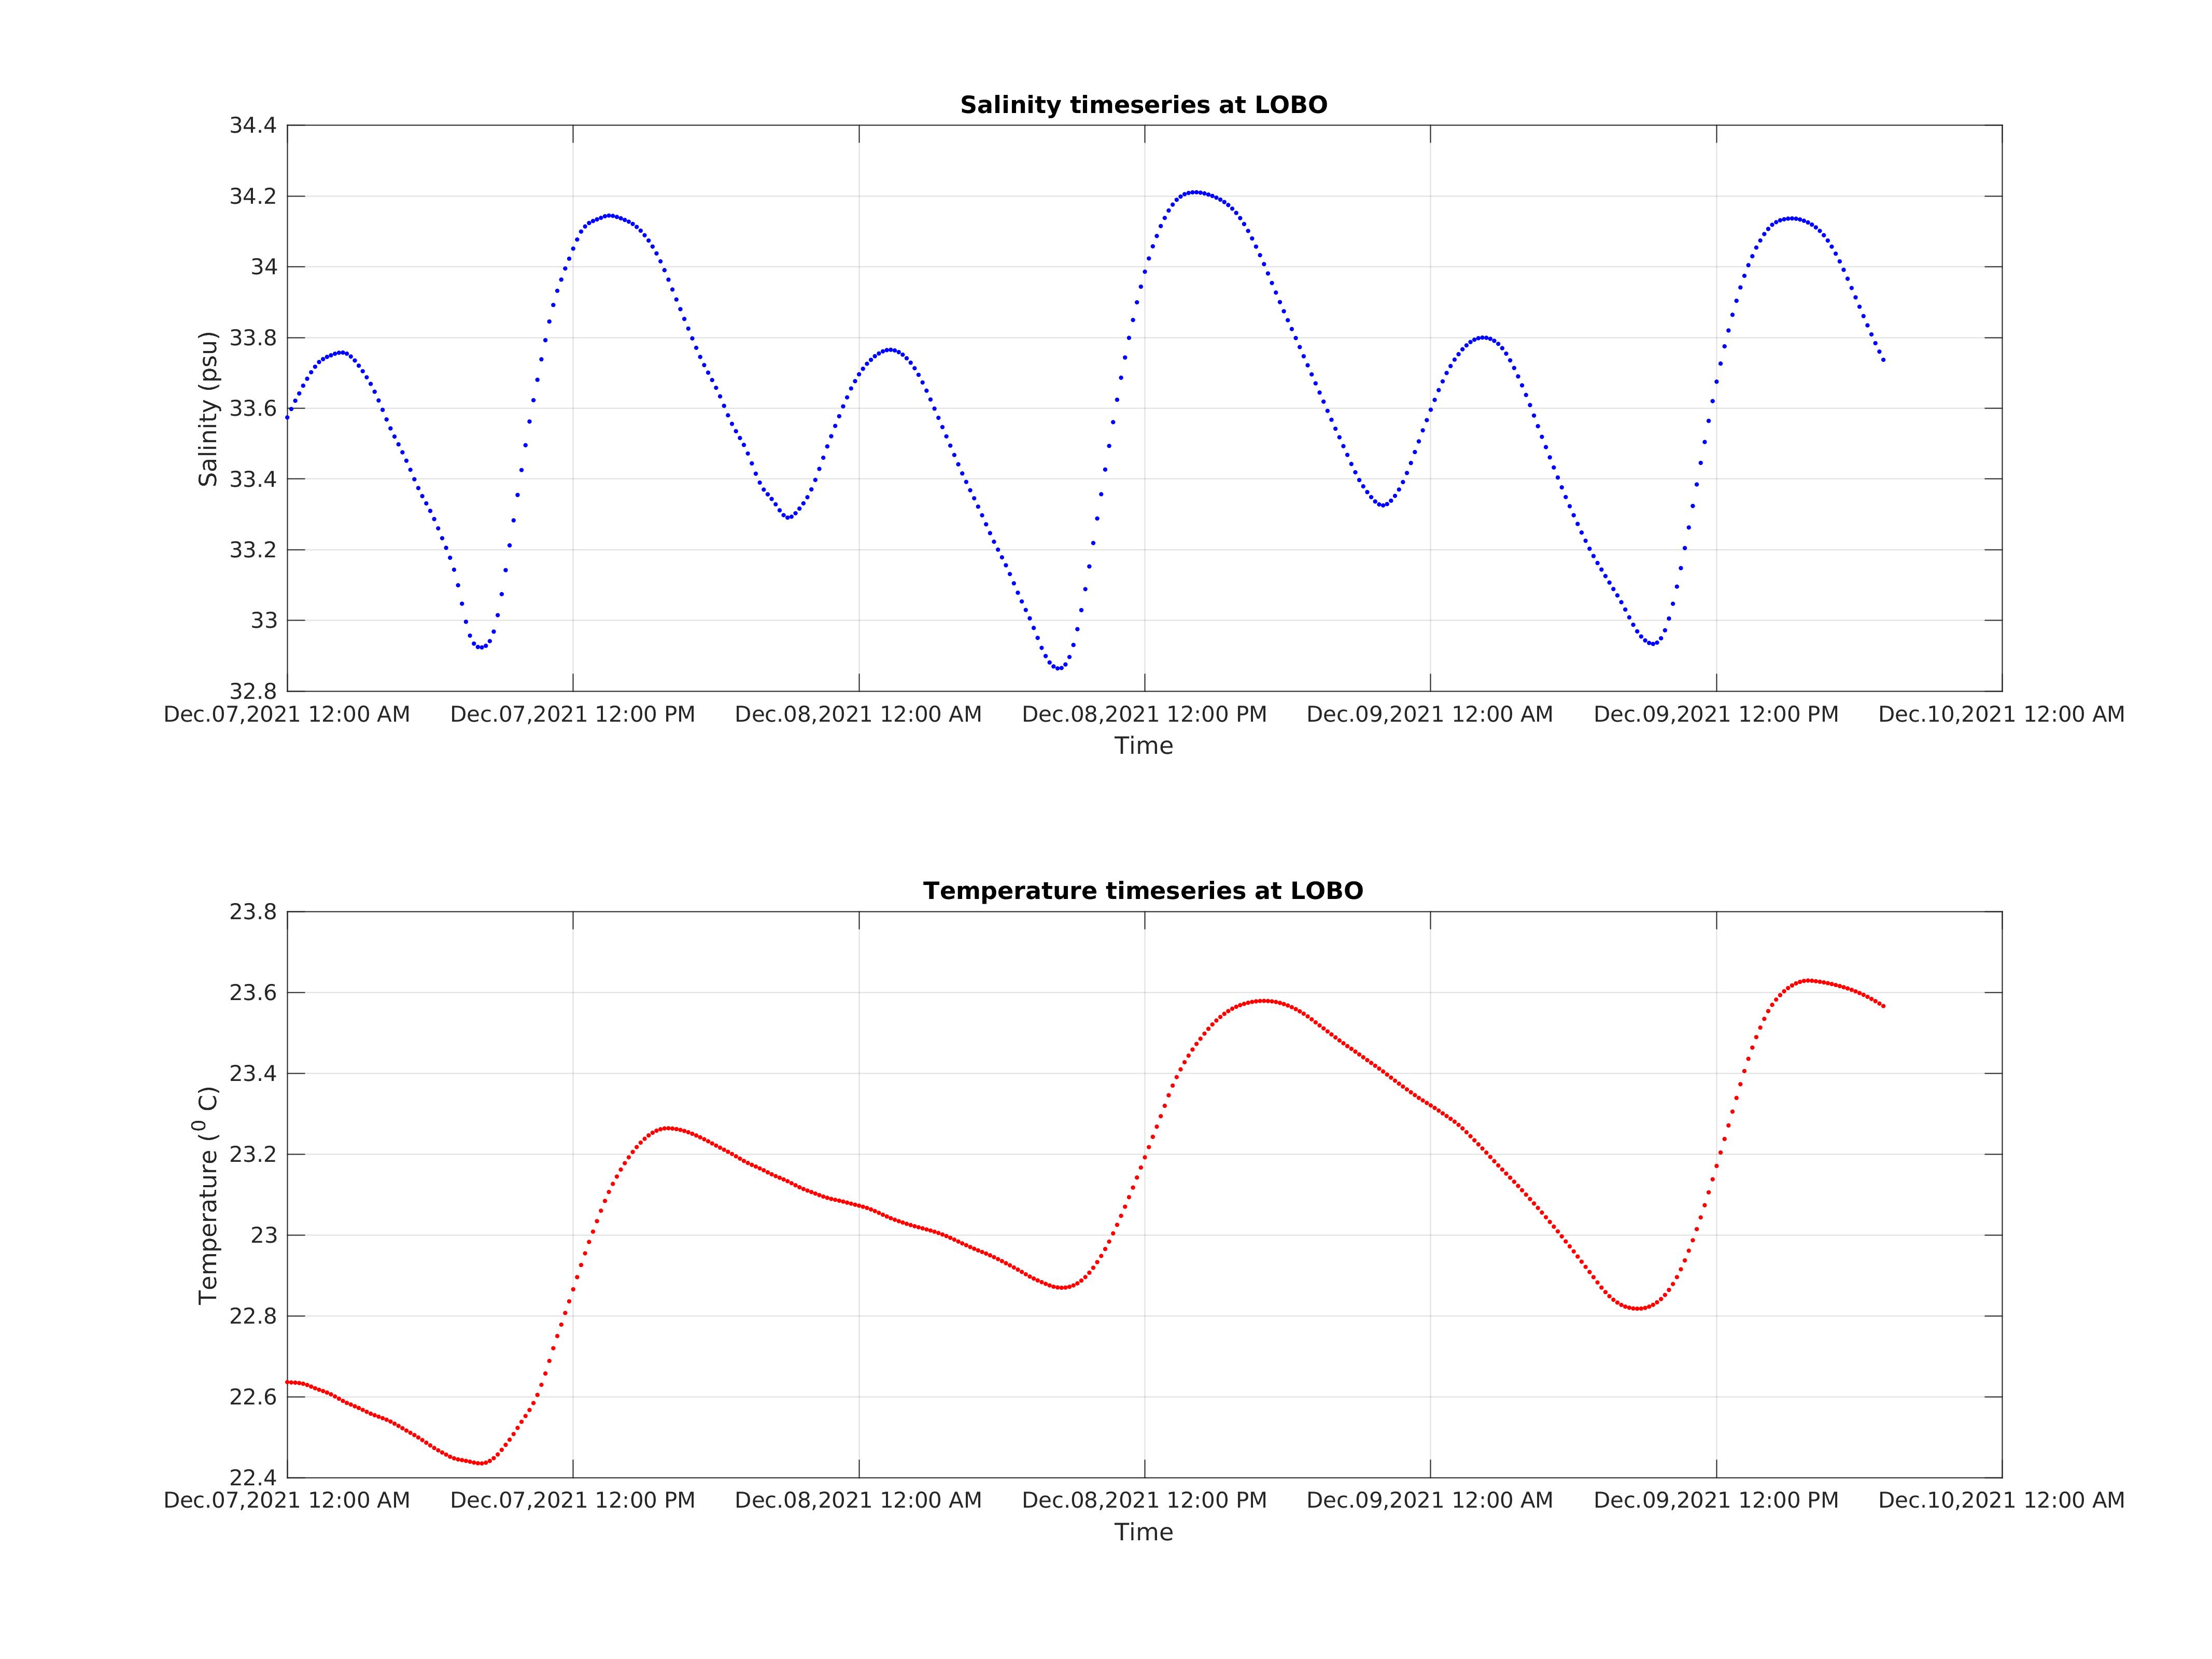 Salinity timeseries at LOBO
34.4
34.2
34
33.8
33.6
33.4
33.2
33
32.8
Salinity (psu)
Dec.07,2021 12:00 AM Dec.07,2021 12:00 PM Dec.08,2021 12:00 AM Dec.08,2021 12:00 PM Dec.09,2021 12:00 AM Dec.09,2021 12:00 PM Dec.10,2021 12:00 AM
Time
Temperature timeseries at LOBO
23.8
23.6
23.4
23.2
23
22.8
22.6
22.4
Temperature (⁰ C)
Dec.07,2021 12:00 AM Dec.07,2021 12:00 PM Dec.08,2021 12:00 AM Dec.08,2021 12:00 PM Dec.09,2021 12:00 AM Dec.09,2021 12:00 PM Dec.10,2021 12:00 AM
Time